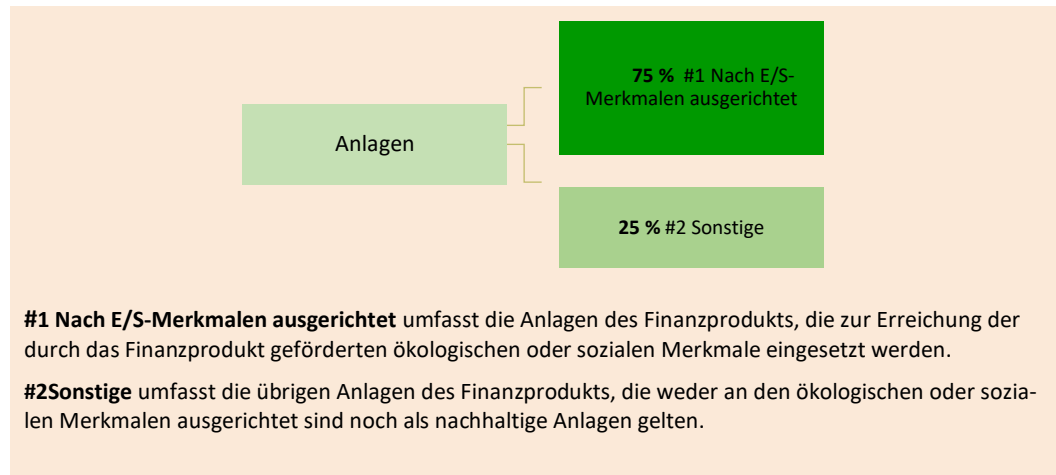 75 % #1 Nach E/S-
Merkmalen ausgerichtet
Anlagen
25 % #2 Sonstige
#1 Nach E/S-Merkmalen ausgerichtet umfasst die Anlagen des Finanzprodukts, die zur Erreichung der
durch das Finanzprodukt geförderten ökologischen oder sozialen Merkmale eingesetzt werden.
#2Sonstige umfasst die übrigen Anlagen des Finanzprodukts, die weder an den ökologischen oder sozia-
len Merkmalen ausgerichtet sind noch als nachhaltige Anlagen gelten.